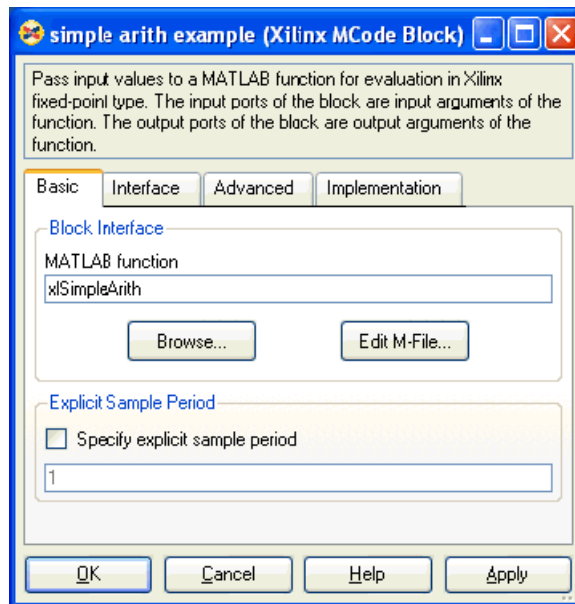 simple arith example (Xilinx MCode Block)
Pass input values to a MATLAB function for evaluation in Xilinx
fixed-point type. The input ports of the block are input arguments of the
function. The output ports of the block are output arguments of the
function.
Basic Interface Advanced Implementation
Block Interface
MATLAB function
xlSimpleArith
Browse... Edit M-File...
Explicit Sample Period
Specify explicit sample period
1
OK Cancel Help Apply